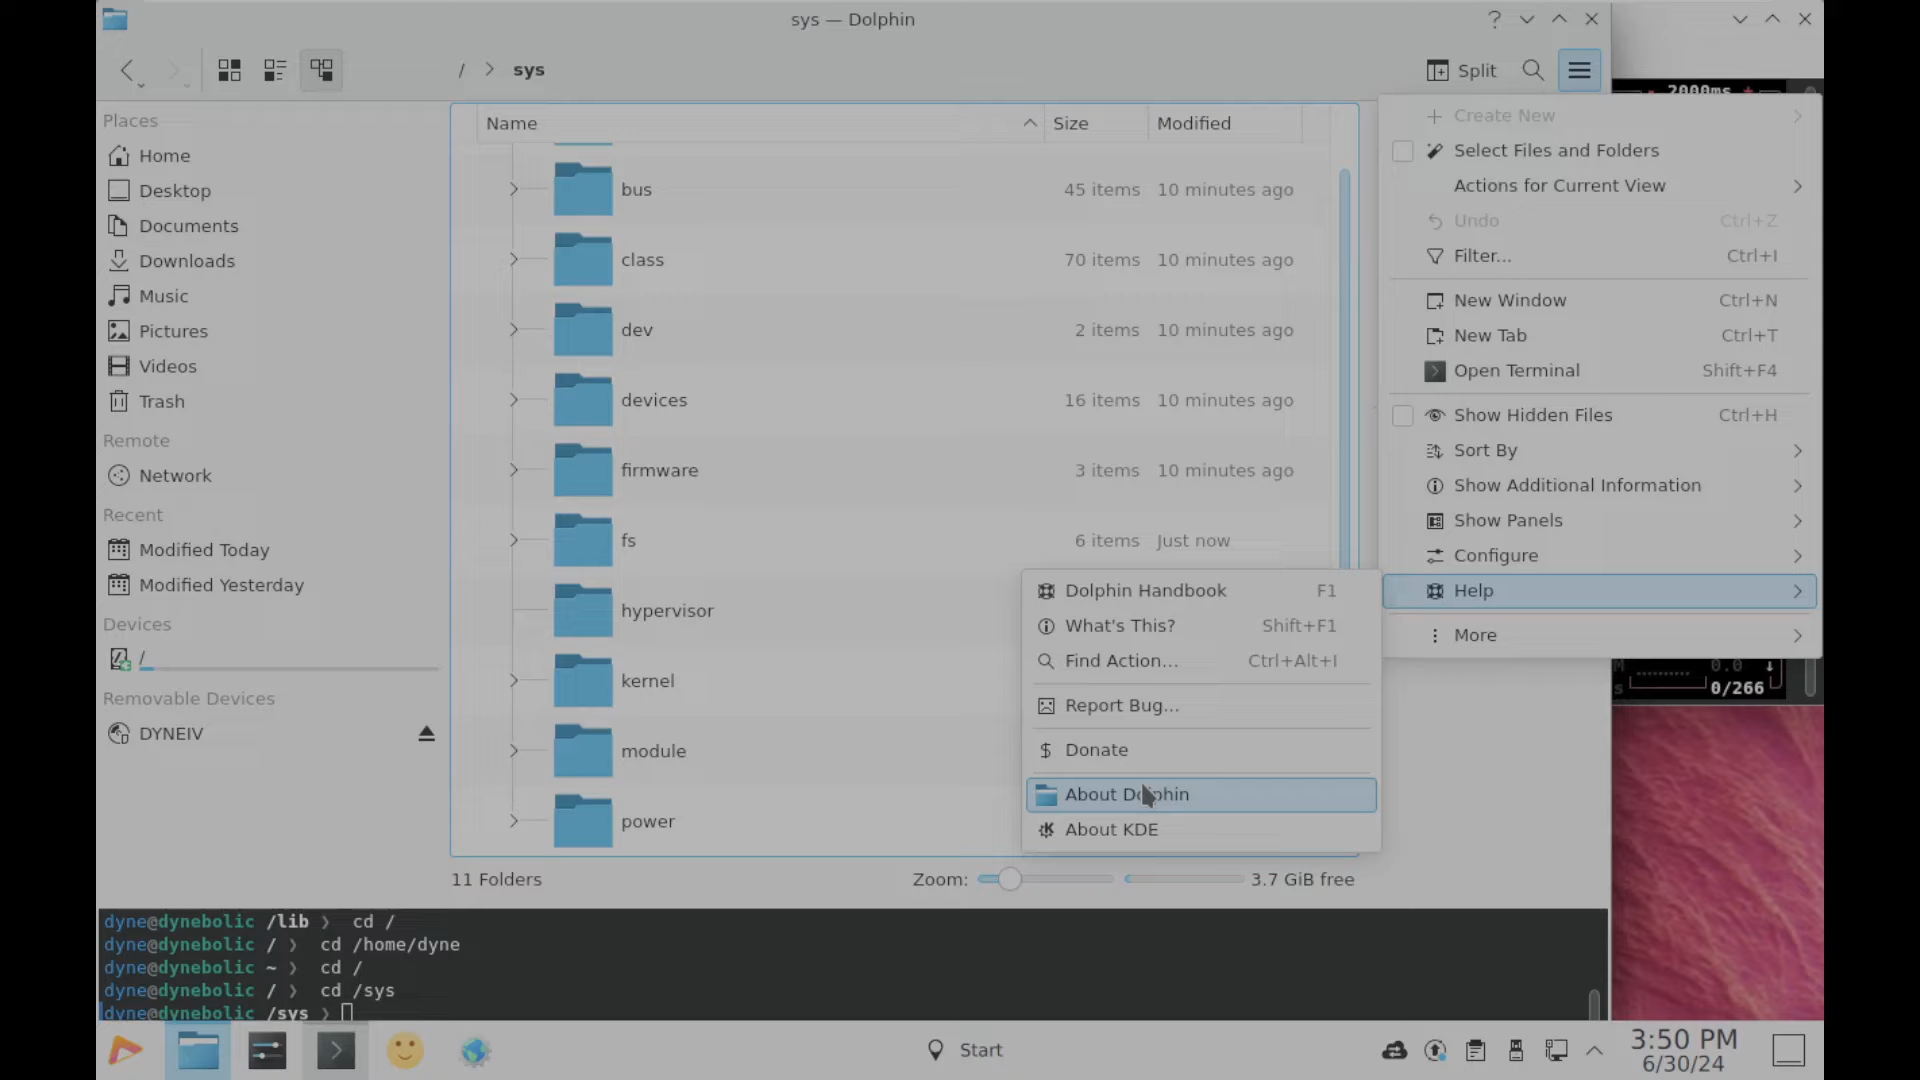 sys — Dolphin
/ > sys
Split
2000ms
Places
Home
Desktop
Documents
Downloads
Music
Pictures
Videos
Trash
Remote
Network
Recent
Modified Today
Modified Yesterday
Devices
/
Removable Devices
DYNEIV
Name Size Modified
bus 45 items 10 minutes ago
class 70 items 10 minutes ago
dev 2 items 10 minutes ago
devices 16 items 10 minutes ago
firmware 3 items 10 minutes ago
fs 6 items Just now
hypervisor
kernel
module
power
11 Folders Zoom: 3.7 GiB free
Create New
Select Files and Folders
Actions for Current View
Undo Ctrl+Z
Filter... Ctrl+I
New Window Ctrl+N
New Tab Ctrl+T
Open Terminal Shift+F4
Show Hidden Files Ctrl+H
Sort By
Show Additional Information
Show Panels
Configure
Help
More
Dolphin Handbook F1
What's This? Shift+F1
Find Action... Ctrl+Alt+I
Report Bug...
Donate
About Dolphin
About KDE
0.0
0/266
dyne@dynebolic /lib ❯ cd /
dyne@dynebolic / ❯ cd /home/dyne
dyne@dynebolic ~ ❯ cd /
dyne@dynebolic / ❯ cd /sys
dyne@dynebolic /sys ❯
Start
3:50 PM
6/30/24